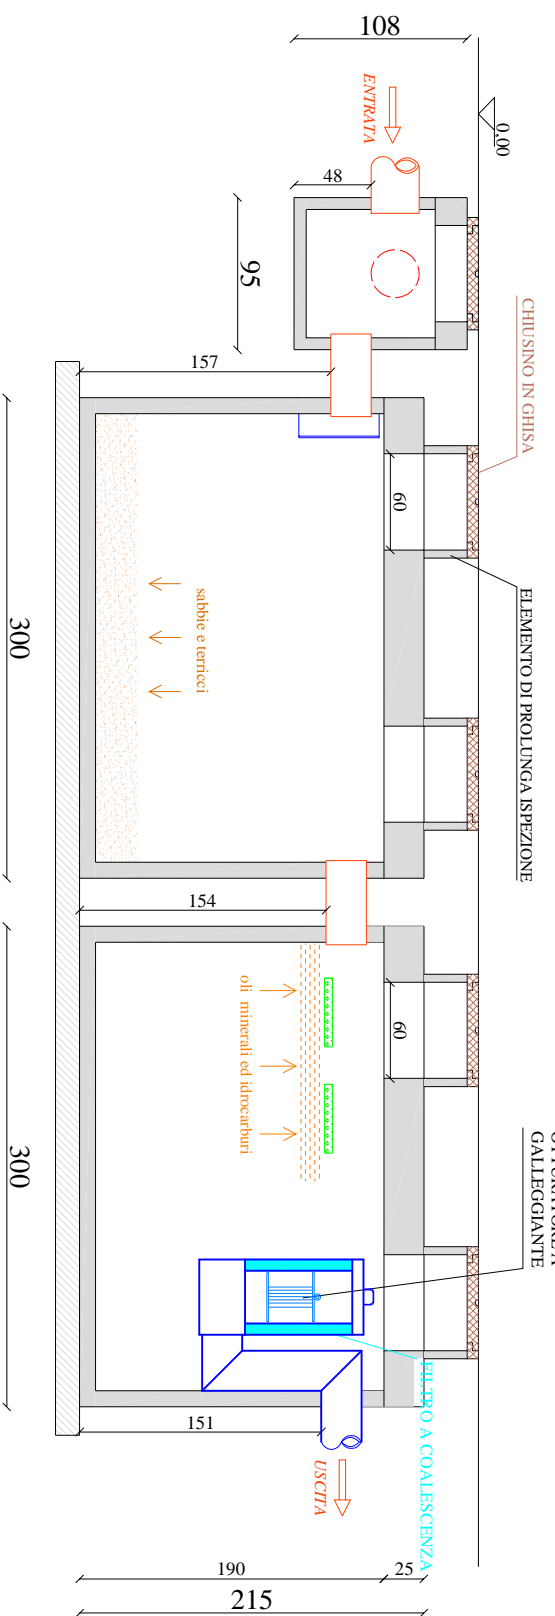 108
0.00
ENTRATA
48
95
CHIUSINO IN GHISA
157
60
ELEMENTO DI PROLUNGA ISPEZIONE
sabbie e terricci
300
154
60
oli minerali ed idrocarburi
300
OTTURATORE A
GALLEGGIANTE
FILTRO A COALESCENZA
151
USCITA
190
25
215